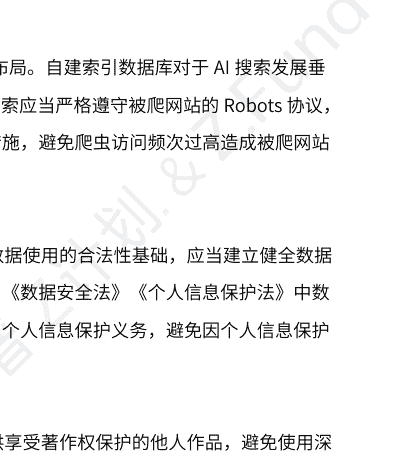 布局。自建索引数据库对于 AI 搜索发展垂
索应当严格遵守被爬网站的 Robots 协议，
措施，避免爬虫访问频次过高造成被爬网站
数据使用的合法性基础，应当建立健全数据
《数据安全法》《个人信息保护法》中数
个人信息保护义务，避免因个人信息保护
供享受著作权保护的他人作品，避免使用深
计划 & Z.Fund